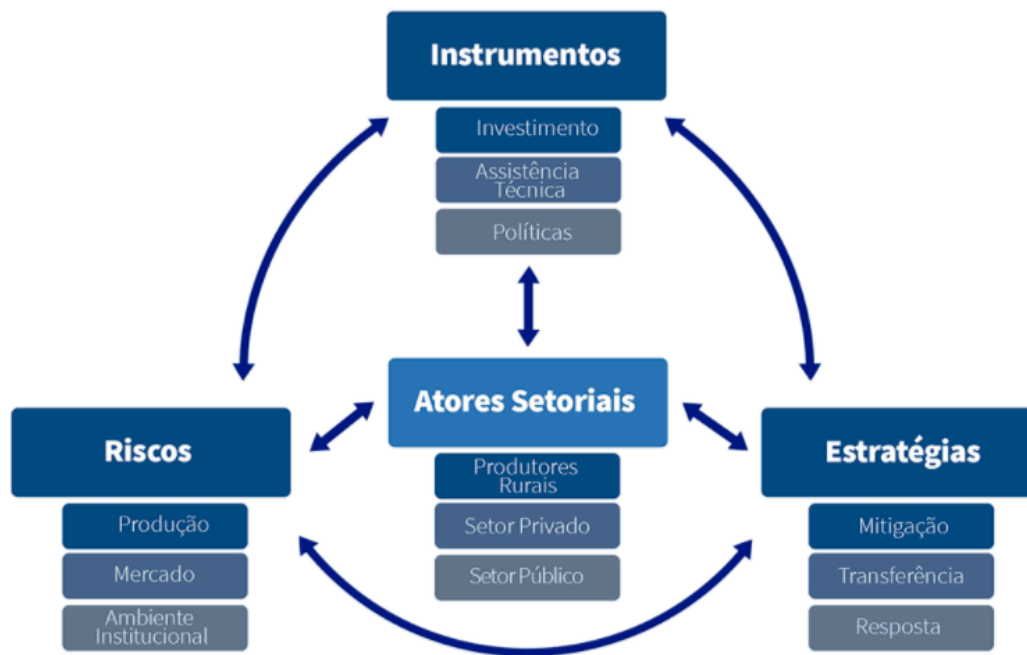 Instrumentos
Investimento
Assistência
Técnica
Políticas
Atores Setoriais
Produtores
Rurais
Setor Privado
Setor Público
Riscos
Produção
Mercado
Ambiente
Institucional
Estratégias
Mitigação
Transferência
Resposta